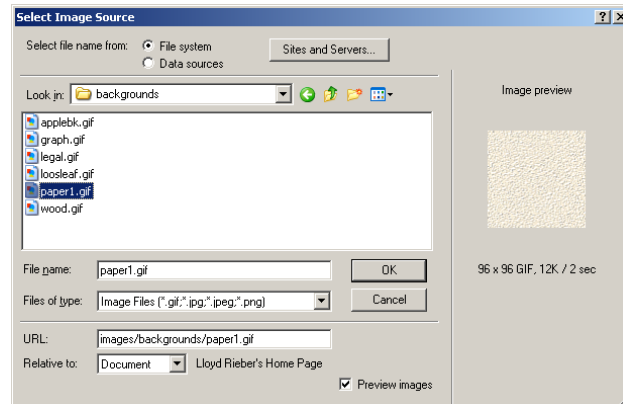 Select Image Source
Select file name from: File system
Data sources
Sites and Servers...
Look in: backgrounds
applebk.gif
graph.gif
legal.gif
loosleaf.gif
paper1.gif
wood.gif
File name: paper1.gif
OK
Files of type: Image Files (*.gif;*.jpg;*.jpeg;*.png)
Cancel
URL: images/backgrounds/paper1.gif
Relative to: Document Lloyd Rieber's Home Page
Preview images
Image preview
96 x 96 GIF, 12K / 2 sec